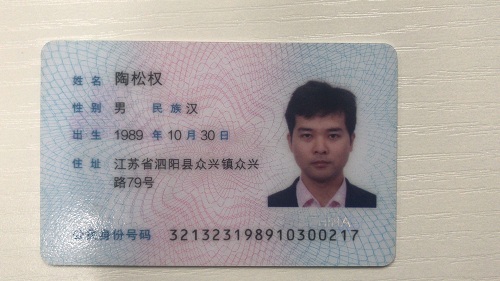 姓名 陶松权
性别 男 民族 汉
出生 1989 年 10 月 30 日
住址 江苏省泗阳县众兴镇众兴
路79号
公民身份号码 321323198910300217